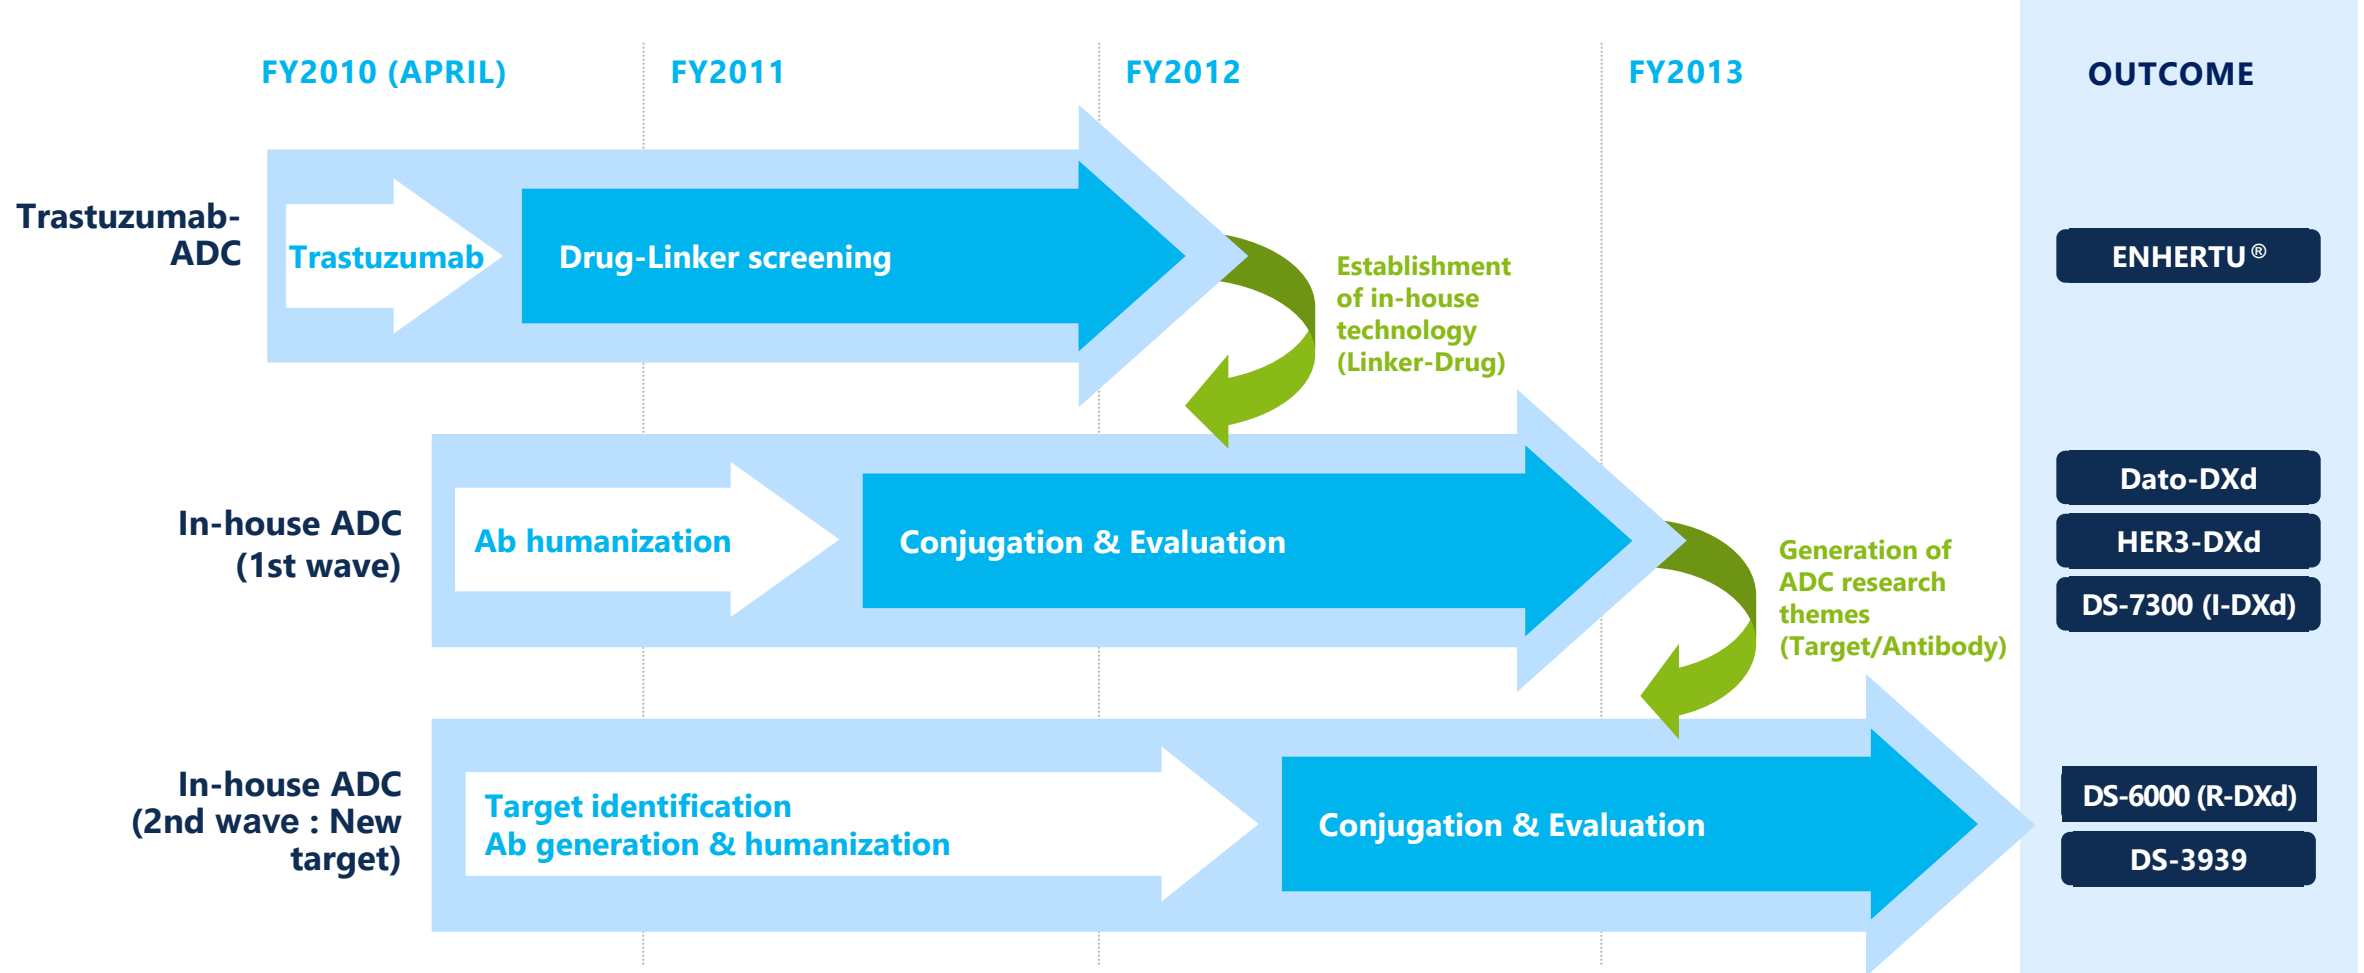 FY2010 (APRIL)
FY2011
FY2012
FY2013
OUTCOME
Trastuzumab-
ADC
Trastuzumab
Drug-Linker screening
Establishment
of in-house
technology
(Linker-Drug)
ENHERTU®
In-house ADC
(1st wave)
Ab humanization
Conjugation & Evaluation
Generation of
ADC research
themes
(Target/Antibody)
Dato-DXd
HER3-DXd
DS-7300 (I-DXd)
In-house ADC
(2nd wave : New
target)
Target identification
Ab generation & humanization
Conjugation & Evaluation
DS-6000 (R-DXd)
DS-3939